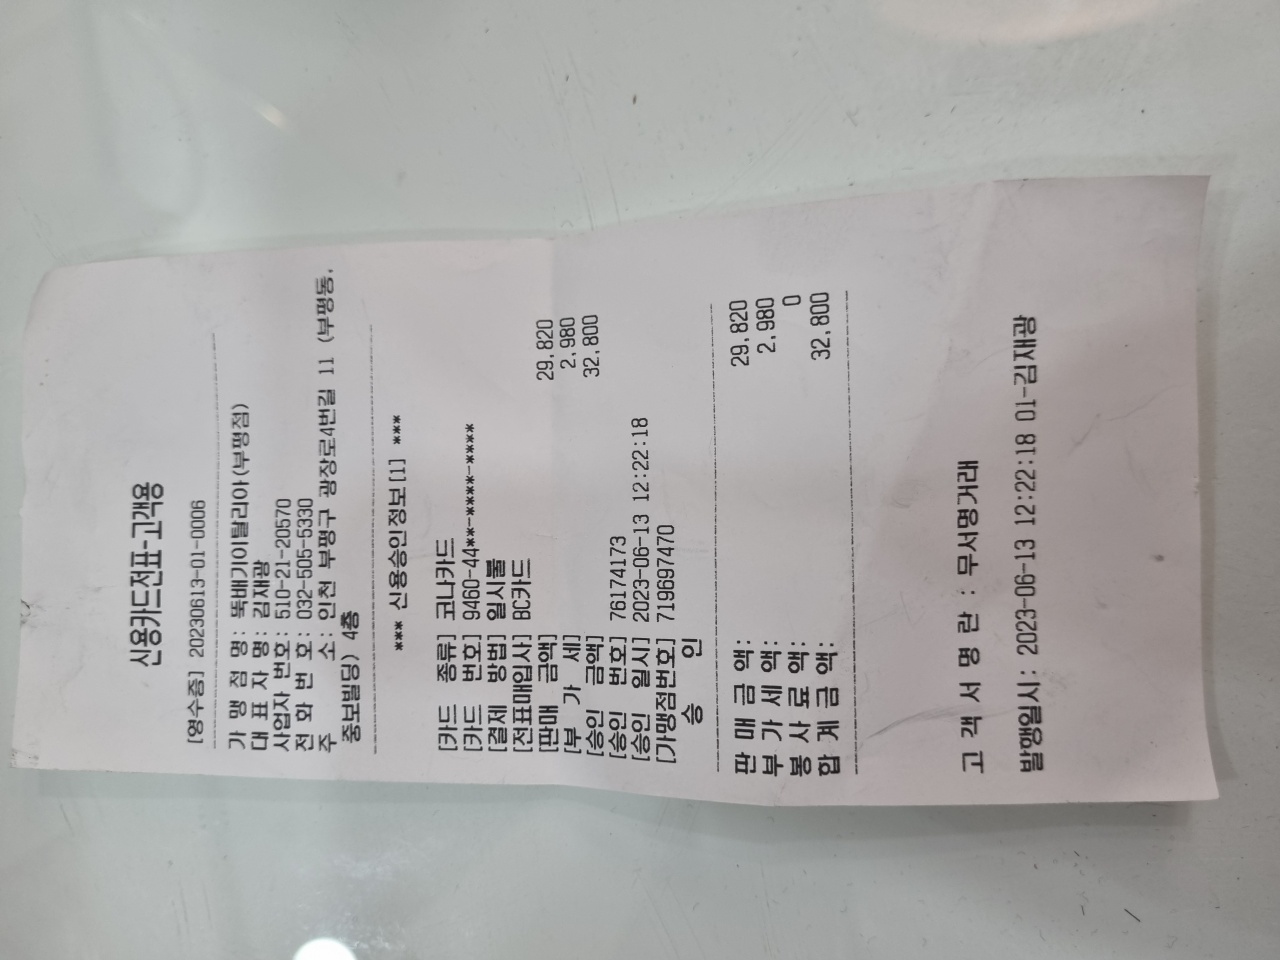 신용카드전표-고객용
[영수증] 20230613-01-0006
가 맹 점 명 : 뚝배기이탈리아(부평점)
대 표 자 명 : 김재광
사업자 번호 : 510-21-20570
전 화 번 호 : 032-505-5330
주 소 : 인천 부평구 광장로4번길 11 (부평동,
중보빌딩) 4층
*** 신용승인정보[1] ***
[카드 종류] 코나카드
[카드 번호] 9460-44**-****-****
[결제 방법] 일시불
[전표매입사] BC카드
[판매 금액] 29,820
[부 가 세] 2,980
[승인 금액] 32,800
[승인 번호] 76174173
[승인 일시] 2023-06-13 12:22:18
[가맹점번호] 719697470
승 인
판 매 금 액: 29,820
부 가 세 액: 2,980
봉 사 료 액: 0
합 계 금 액: 32,800
고 객 서 명 란 : 무서명거래
발행일시: 2023-06-13 12:22:18 01-김재광